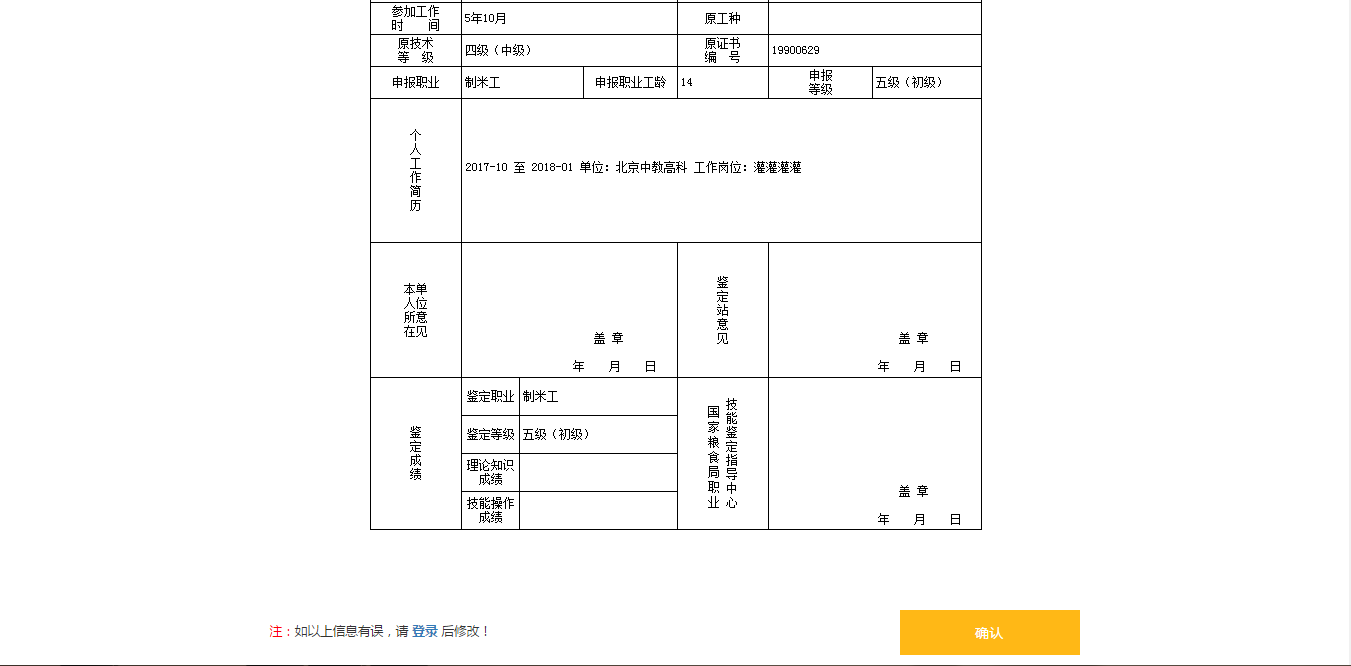 参加工作
时 间
5年10月
原工种
原技术
等 级
四级（中级）
原证书
编 号
19900629
申报职业
制米工
申报职业工龄
14
申报
等级
五级（初级）
个人工作简历
2017-10 至 2018-01 单位：北京中教高科 工作岗位：灌灌灌灌
本人所在
单位意见
盖 章
年 月 日
鉴定站意见
盖 章
年 月 日
鉴定成绩
鉴定职业
制米工
鉴定等级
五级（初级）
理论知识
成绩
技能操作
成绩
国家粮食局职业
技能鉴定指导中心
盖 章
年 月 日
注：如以上信息有误，请 登录 后修改！
确认